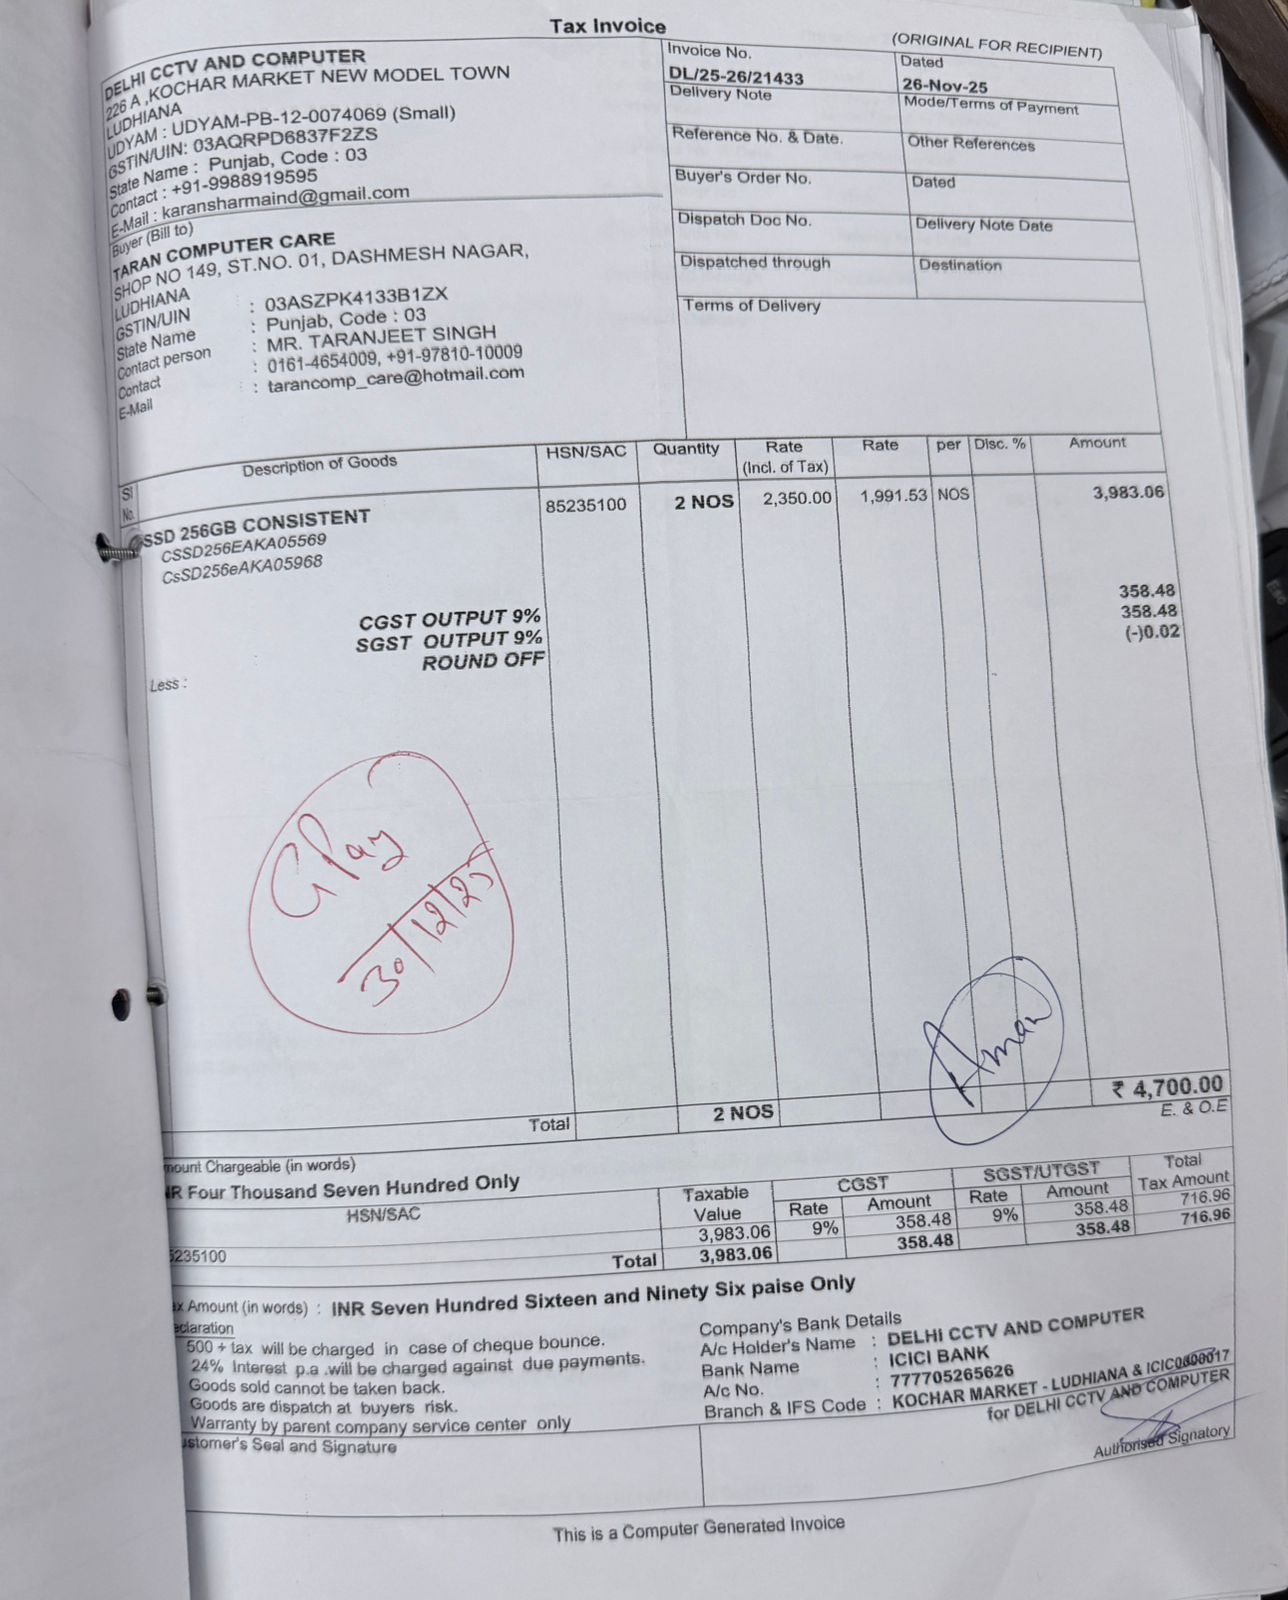 Tax Invoice
(ORIGINAL FOR RECIPIENT)
DELHI CCTV AND COMPUTER
226 A ,KOCHAR MARKET NEW MODEL TOWN
LUDHIANA
UDYAM : UDYAM-PB-12-0074069 (Small)
GSTIN/UIN: 03AQRPD6837F2ZS
State Name : Punjab, Code : 03
Contact : +91-9988919595
E-Mail : karansharmaind@gmail.com
Invoice No.
DL/25-26/21433
Dated
26-Nov-25
Delivery Note
Mode/Terms of Payment
Reference No. & Date.
Other References
Buyer's Order No.
Dated
Dispatch Doc No.
Delivery Note Date
Dispatched through
Destination
Terms of Delivery
Buyer (Bill to)
TARAN COMPUTER CARE
SHOP NO 149, ST.NO. 01, DASHMESH NAGAR,
LUDHIANA
GSTIN/UIN : 03ASZPK4133B1ZX
State Name : Punjab, Code : 03
Contact person : MR. TARANJEET SINGH
Contact : 0161-4654009, +91-97810-10009
E-Mail : tarancomp_care@hotmail.com
Sl No. Description of Goods HSN/SAC Quantity Rate (Incl. of Tax) Rate per Disc. % Amount
SSD 256GB CONSISTENT 85235100 2 NOS 2,350.00 1,991.53 NOS 3,983.06
CSSD256EAKA05569
CsSD256eAKA05968
CGST OUTPUT 9% 358.48
SGST OUTPUT 9% 358.48
Less : ROUND OFF (-)0.02
GPay
30/12/25
Aman
Total 2 NOS ₹ 4,700.00
E. & O.E
mount Chargeable (in words)
R Four Thousand Seven Hundred Only
HSN/SAC Taxable Value CGST Rate Amount SGST/UTGST Rate Amount Total Tax Amount
5235100 3,983.06 9% 358.48 9% 358.48 716.96
Total 3,983.06 358.48 358.48 716.96
x Amount (in words) : INR Seven Hundred Sixteen and Ninety Six paise Only
eclaration
500 + tax will be charged in case of cheque bounce.
24% Interest p.a .will be charged against due payments.
Goods sold cannot be taken back.
Goods are dispatch at buyers risk.
Warranty by parent company service center only
ustomer's Seal and Signature
Company's Bank Details
A/c Holder's Name : DELHI CCTV AND COMPUTER
Bank Name : ICICI BANK
A/c No. : 777705265626
Branch & IFS Code : KOCHAR MARKET - LUDHIANA & ICIC0000017
for DELHI CCTV AND COMPUTER
Authorised Signatory
This is a Computer Generated Invoice